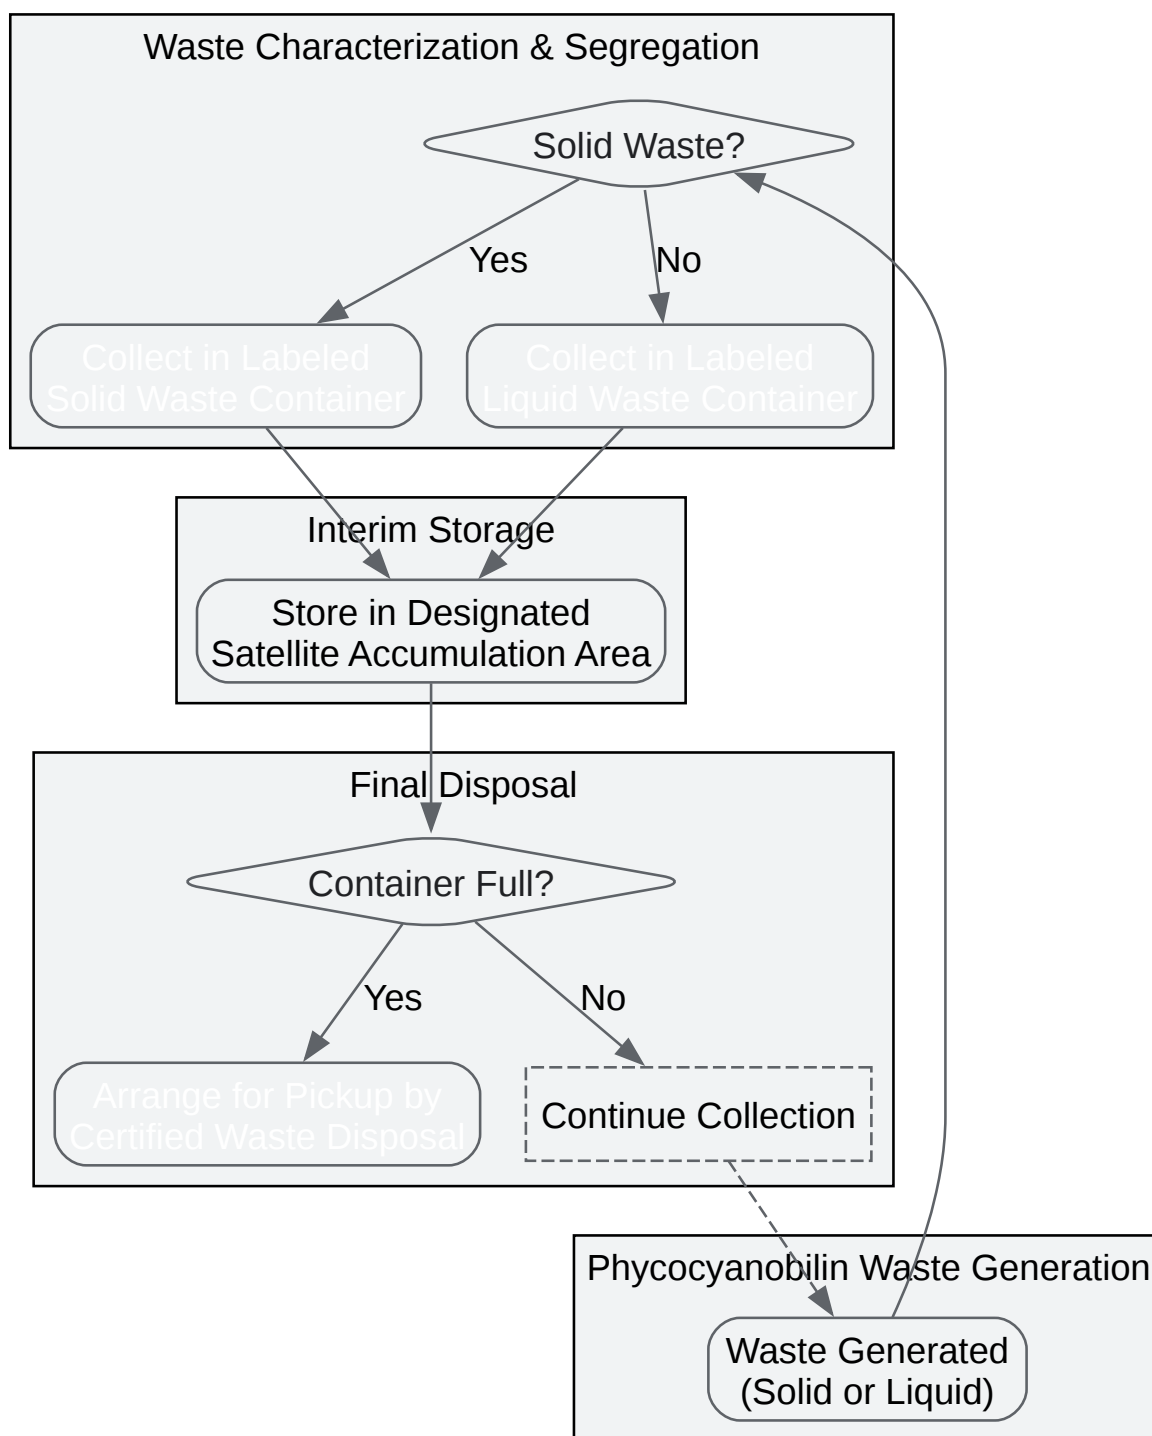 Waste Characterization & Segregation
Solid Waste?
Yes
No
Collect in Labeled
Solid Waste Container
Collect in Labeled
Liquid Waste Container
Interim Storage
Store in Designated
Satellite Accumulation Area
Final Disposal
Container Full?
Yes
No
Arrange for Pickup by
Certified Waste Disposal
Continue Collection
Phycocyanobilin Waste Generation
Waste Generated
(Solid or Liquid)